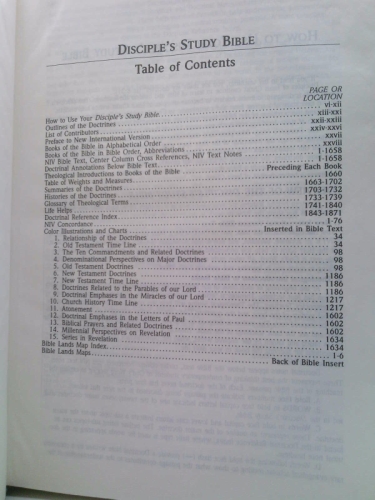 DISCIPLE'S STUDY BIBLE
Table of Contents
PAGE OR
LOCATION
How to Use Your Disciple's Study Bible vi-xii
Outlines of the Doctrines xiii-xxi
List of Contributors xxii-xxiii
Preface to New International Version xxiv-xxvi
Books of the Bible in Alphabetical Order xxvii
Books of the Bible in Bible Order, Abbreviations xxviii
NIV Bible Text, Center Column Cross References, NIV Text Notes 1-1658
Doctrinal Annotations Below Bible Text 1-1658
Theological Introductions to Books of the Bible Preceding Each Book
Table of Weights and Measures 1660
Summaries of the Doctrines 1663-1702
Histories of the Doctrines 1703-1732
Glossary of Theological Terms 1733-1739
Life Helps 1741-1840
Doctrinal Reference Index 1843-1871
NIV Concordance 1-76
Color Illustrations and Charts Inserted in Bible Text
1. Relationship of the Doctrines 34
2. Old Testament Time Line 34
3. The Ten Commandments and Related Doctrines 98
4. Denominational Perspectives on Major Doctrines 98
5. Old Testament Doctrines 98
6. New Testament Doctrines 1186
7. New Testament Time Line 1186
8. Doctrines Related to the Parables of our Lord 1186
9. Doctrinal Emphases in the Miracles of our Lord 1217
10. Church History Time Line 1217
11. Atonement 1602
12. Doctrinal Emphases in the Letters of Paul 1602
13. Biblical Prayers and Related Doctrines 1602
14. Millennial Perspectives on Revelation 1634
15. Series in Revelation 1634
Bible Lands Map Index 1-6
Bible Lands Maps Back of Bible Insert